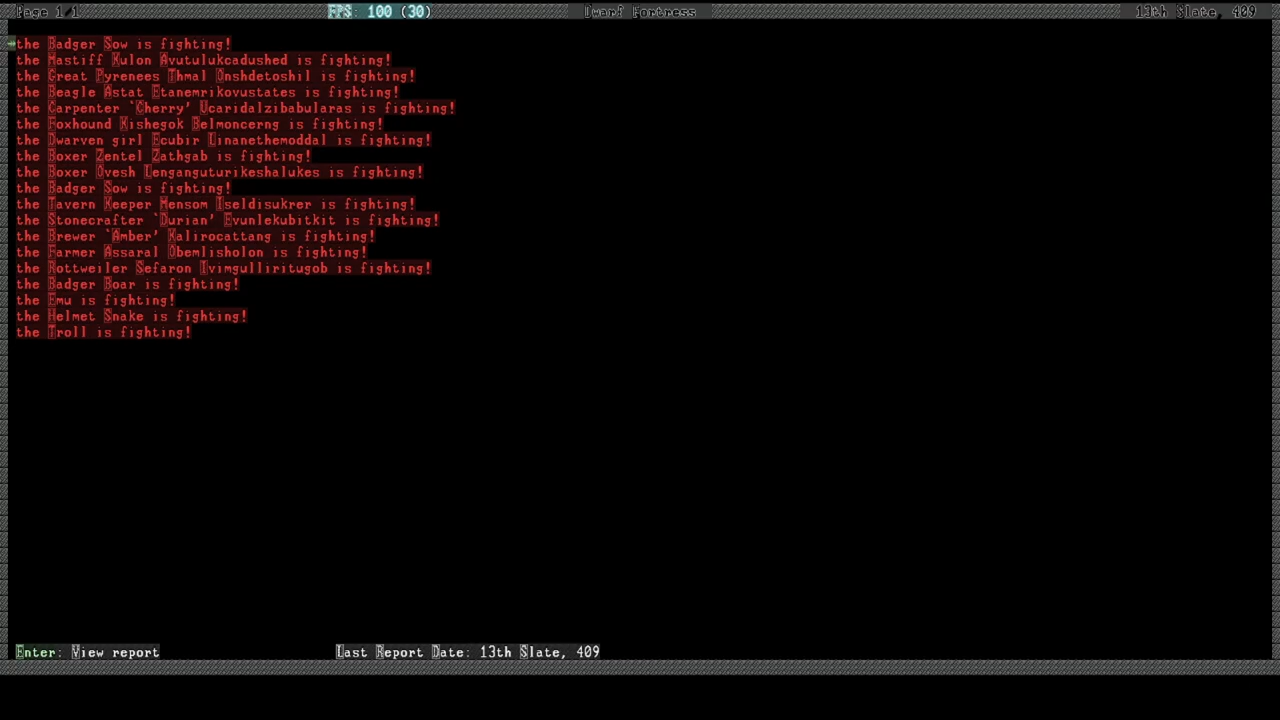 Page 1/1 FPS: 100 (30) Dwarf Fortress 13th Slate, 409
the Badger Sow is fighting!
the Mastiff Kulon Avutulukcadushed is fighting!
the Great Pyrenees Thmal Onshdetoshil is fighting!
the Beagle Astat Etanemrikovustates is fighting!
the Carpenter `Cherry' Ucaridalzibabularas is fighting!
the Foxhound Kishegok Belmoncerng is fighting!
the Dwarven girl Ecubir Linanethemoddal is fighting!
the Boxer Zentel Zathgab is fighting!
the Boxer Ovesh Lenganguturikeshalukes is fighting!
the Badger Sow is fighting!
the Tavern Keeper Mensom Iseldisukrer is fighting!
the Stonecrafter `Durian' Evunlekubitkit is fighting!
the Brewer `Amber' Kalirocattang is fighting!
the Farmer Assaral Obemlisholon is fighting!
the Rottweiler Sefaron Ivimgulliritugob is fighting!
the Badger Boar is fighting!
the Emu is fighting!
the Helmet Snake is fighting!
the Troll is fighting!
Enter: View report Last Report Date: 13th Slate, 409